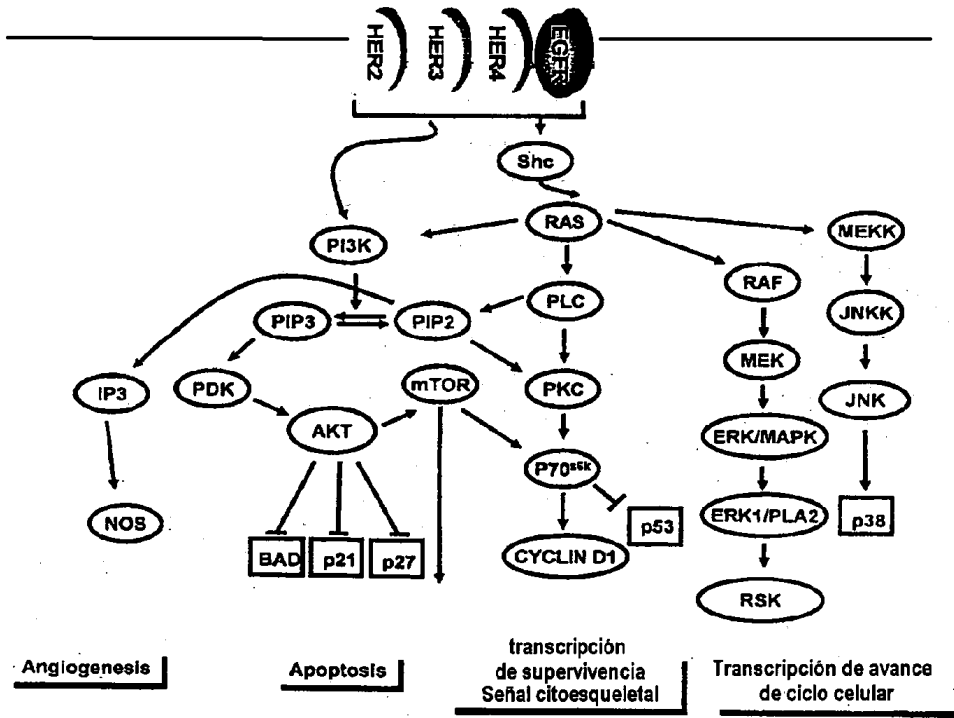 HER2
HER3
HER4
EGFR
Shc
RAS
PI3K
MEKK
RAF
PLC
JNKK
PIP3
PIP2
MEK
IP3
PDK
mTOR
PKC
JNK
AKT
ERK/MAPK
P70s6k
NOS
ERK1/PLA2
p38
p53
BAD
p21
p27
CYCLIN D1
RSK
Angiogenesis
Apoptosis
transcripción
de supervivencia
Señal citoesqueletal
Transcripción de avance
de ciclo celular